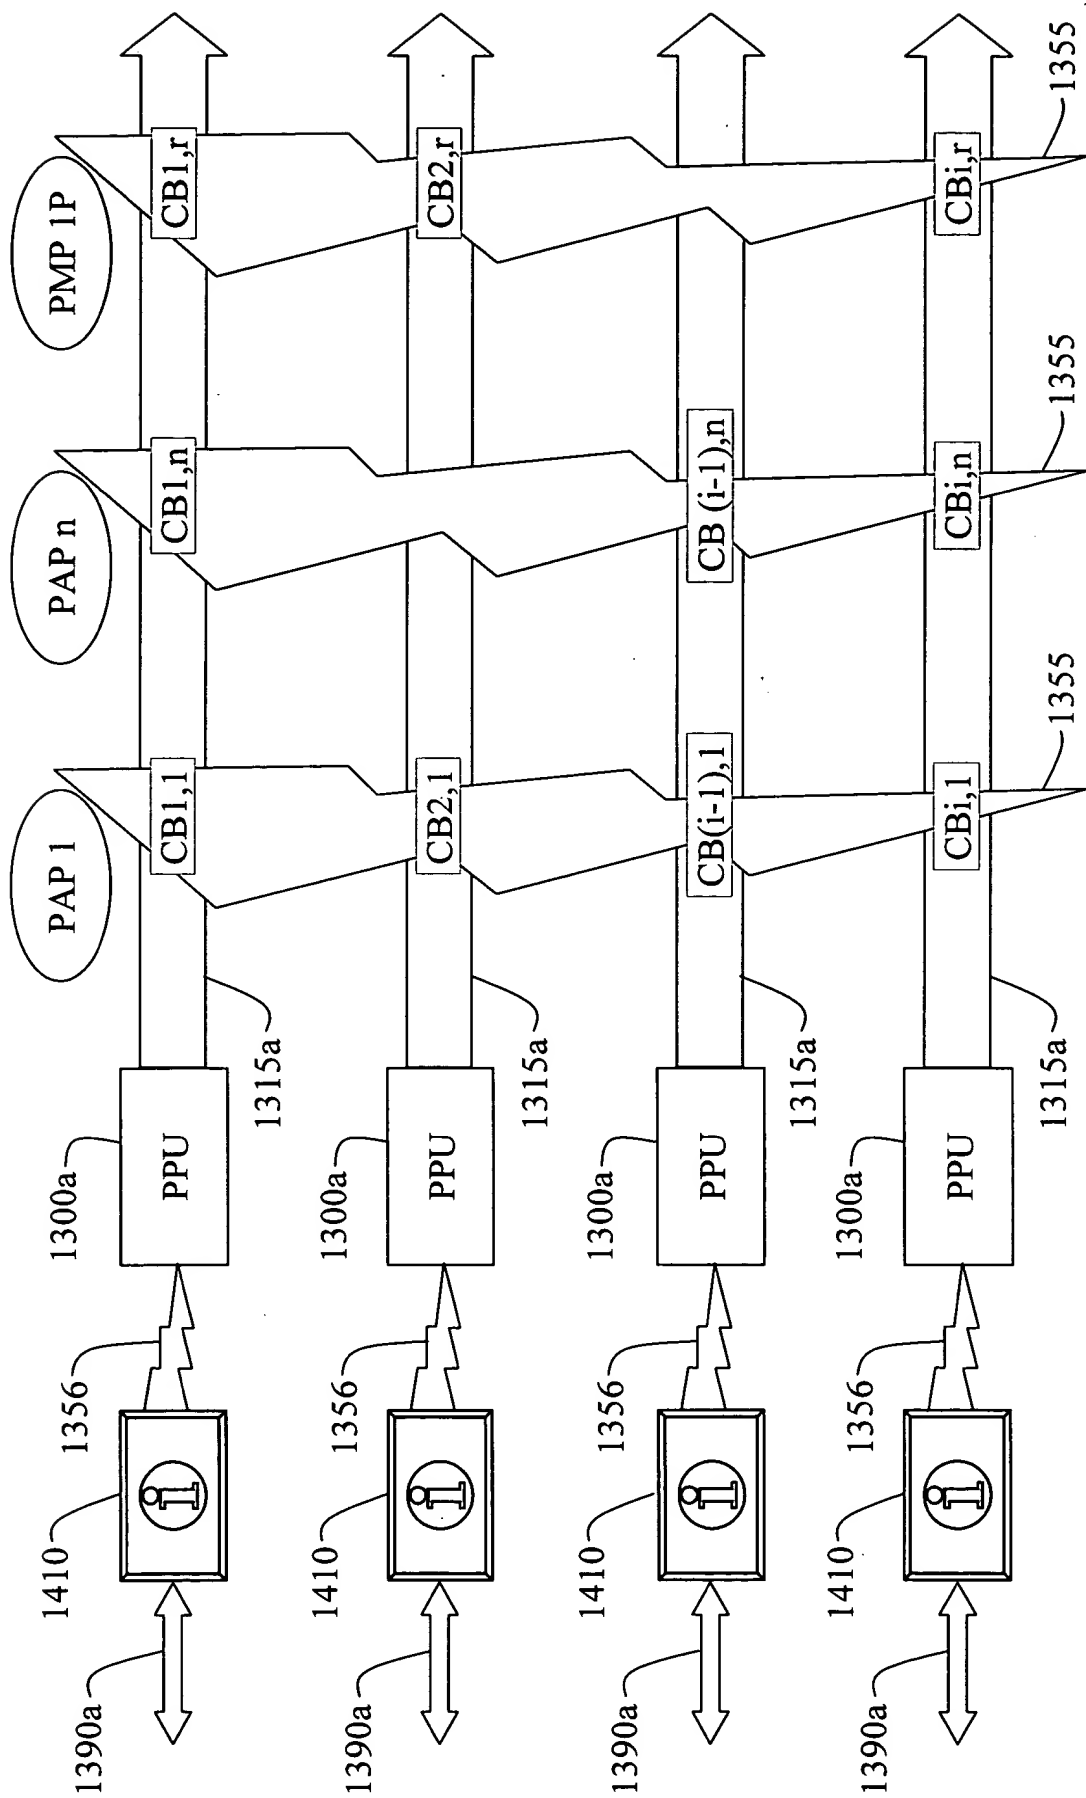 PAP 1
PAP n
PMP 1P
1390a
1410
i
1356
1300a
PPU
1315a
CB1,1
CB1,n
CB1,r
1390a
1410
i
1356
1300a
PPU
1315a
CB2,1
CB2,r
1390a
1410
i
1356
1300a
PPU
1315a
CB(i-1),1
CB (i-1),n
1390a
1410
i
1356
1300a
PPU
1315a
CBi,1
CBi,n
CBi,r
1355
1355
1355